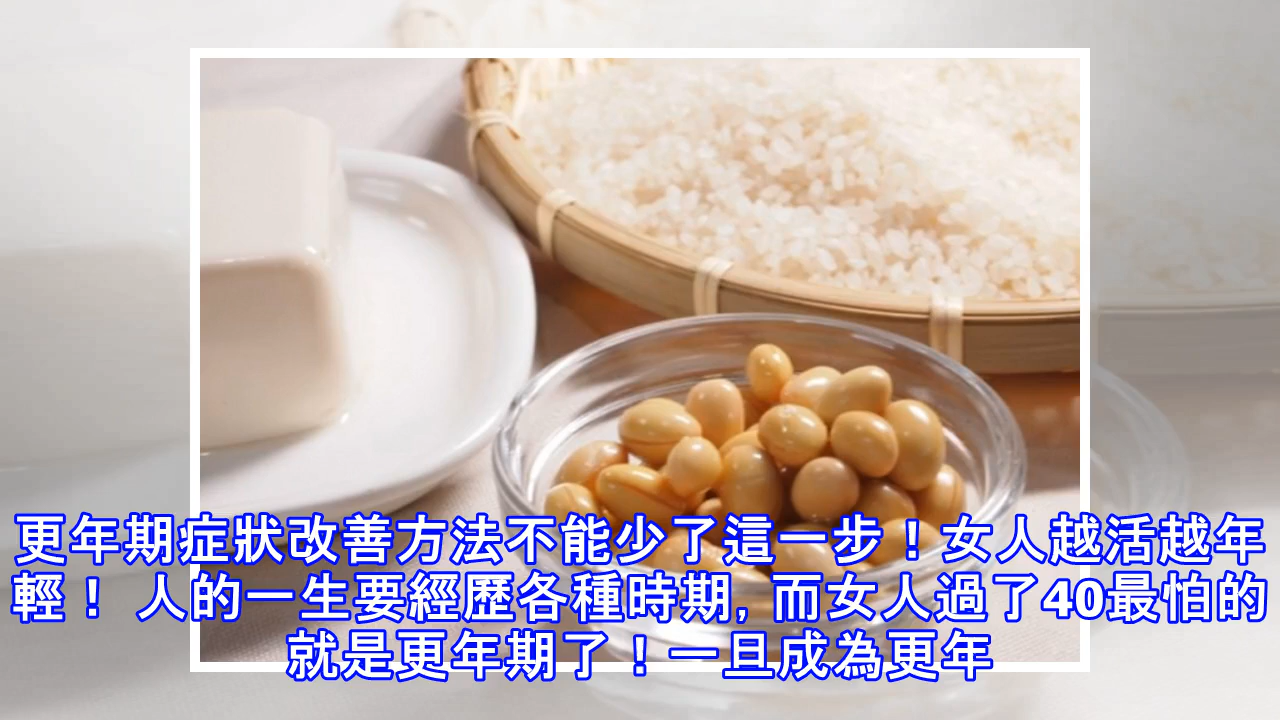 更年期症狀改善方法不能少了這一步！女人越活越年
輕！ 人的一生要經歷各種時期, 而女人過了40最怕的
就是更年期了！一旦成為更年